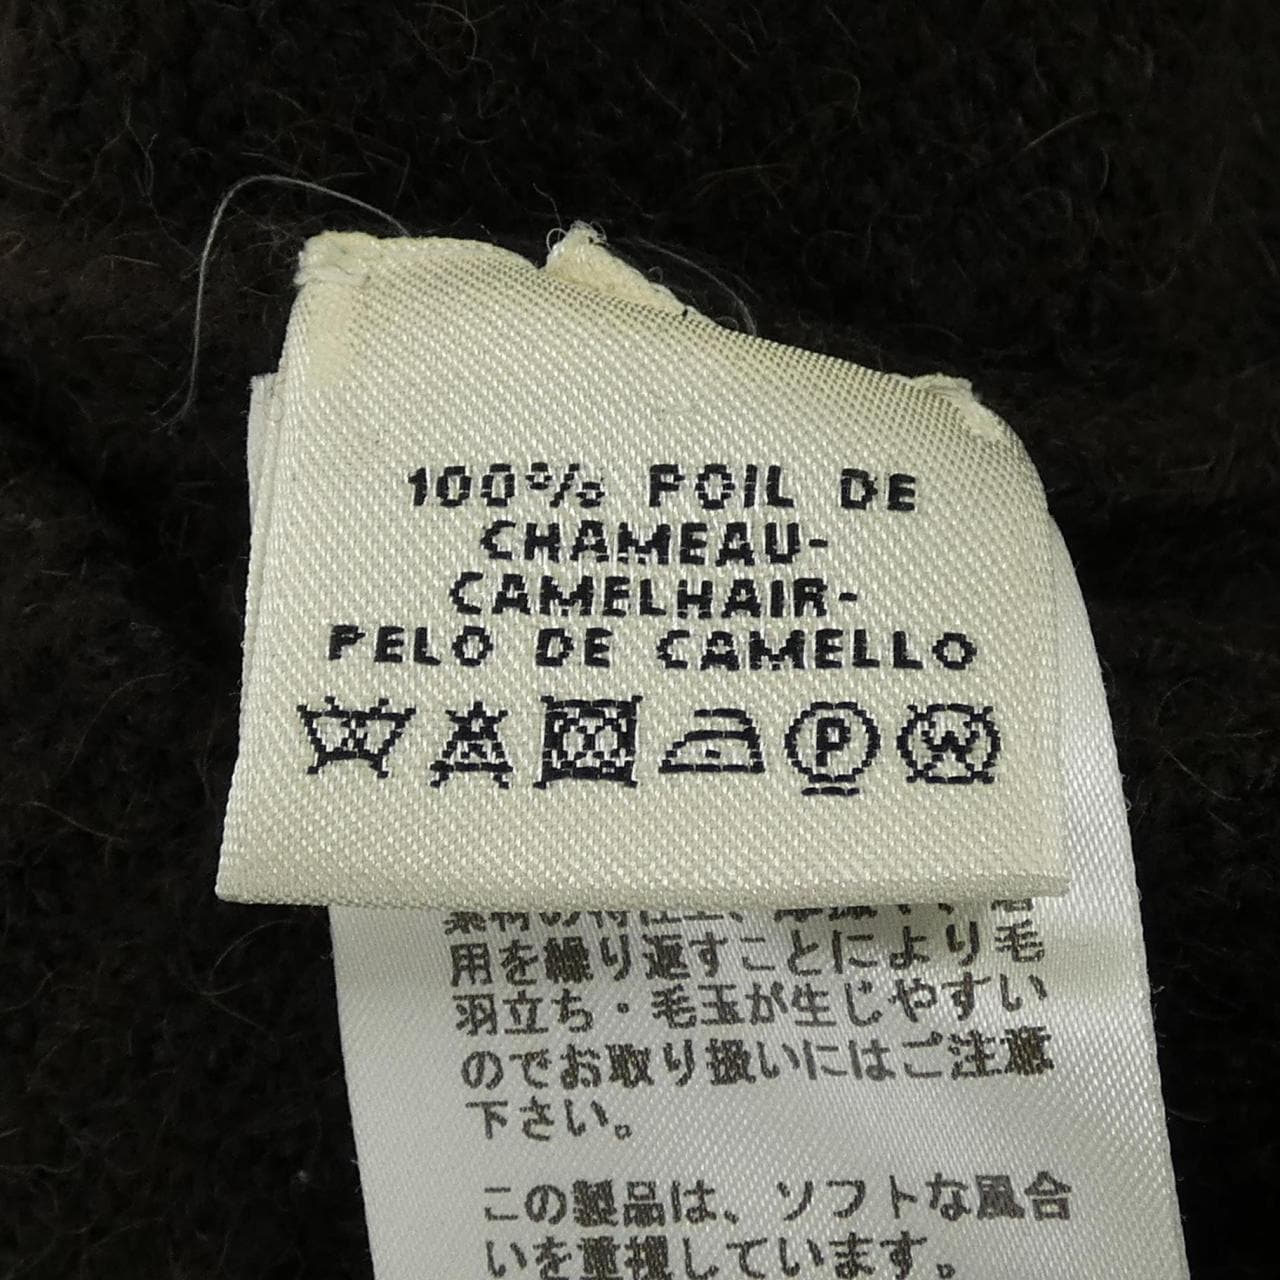 100% POIL DE
CHAMEAU-
CAMELHAIR-
PELO DE CAMELLO
P W
用を繰り返すことにより毛
羽立ち・毛玉が生じやすい
のでお取り扱いにはご注意
下さい。
この製品は、ソフトな風合
いを重視しています。